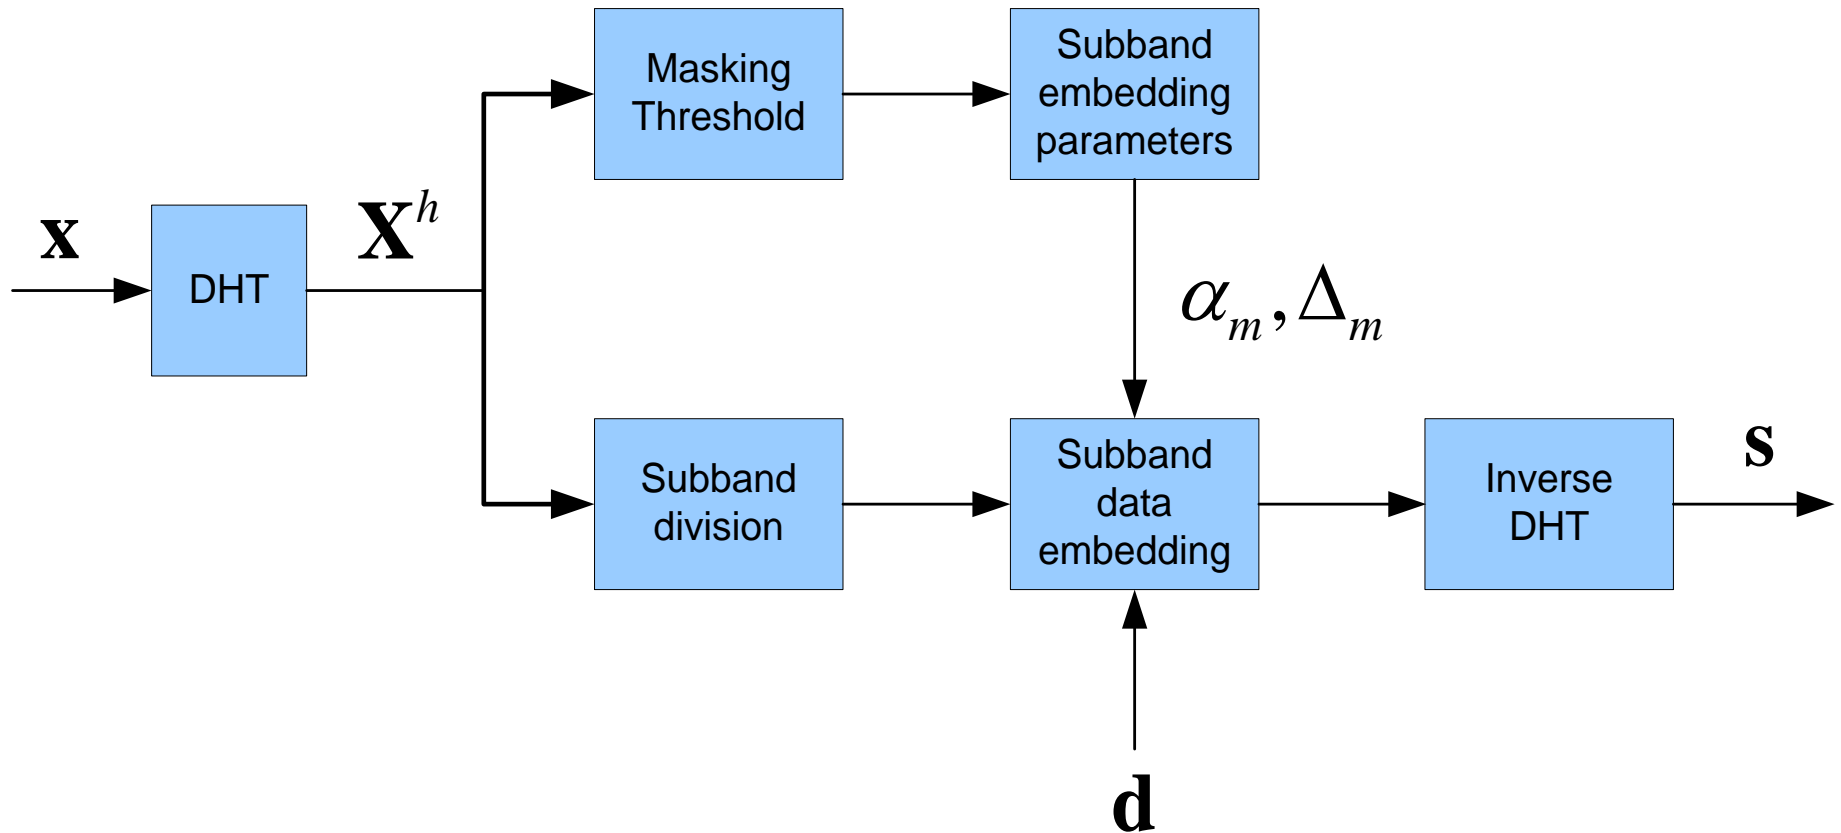 Masking
Threshold
Subband
embedding
parameters
x
DHT
X^h
α_m, Δ_m
Subband
division
Subband
data
embedding
Inverse
DHT
s
d